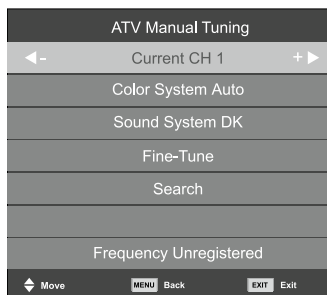 ATV Manual Tuning
- Current CH 1 +
Color System Auto
Sound System DK
Fine-Tune
Search
Frequency Unregistered
Move MENU Back EXIT Exit